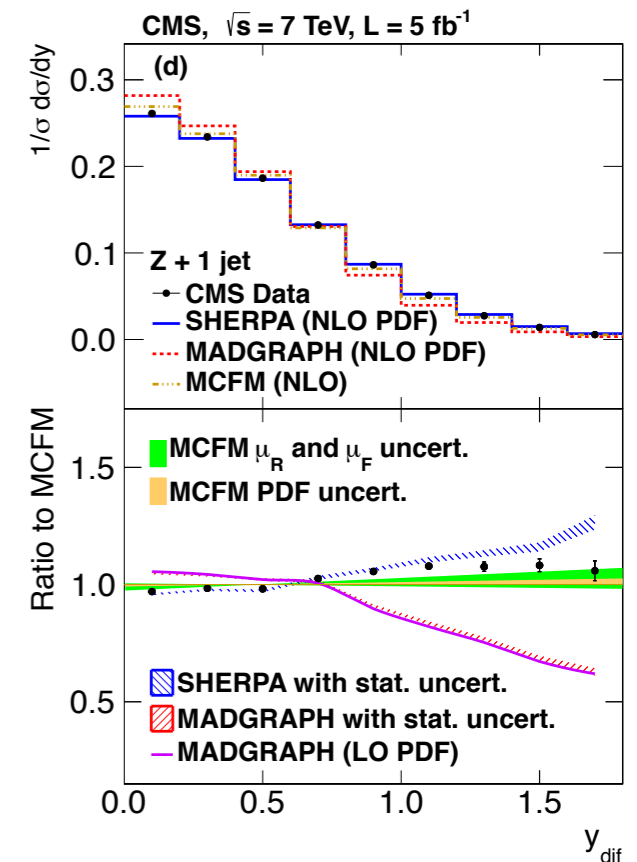 CMS, √s = 7 TeV, L = 5 fb⁻¹
(d)
1/σ dσ/dy
0.3
0.2
0.1
0.0
Z + 1 jet
CMS Data
SHERPA (NLO PDF)
MADGRAPH (NLO PDF)
MCFM (NLO)
Ratio to MCFM
1.5
1.0
0.5
MCFM μ_R and μ_F uncert.
MCFM PDF uncert.
SHERPA with stat. uncert.
MADGRAPH with stat. uncert.
MADGRAPH (LO PDF)
0.0 0.5 1.0 1.5
y_dif